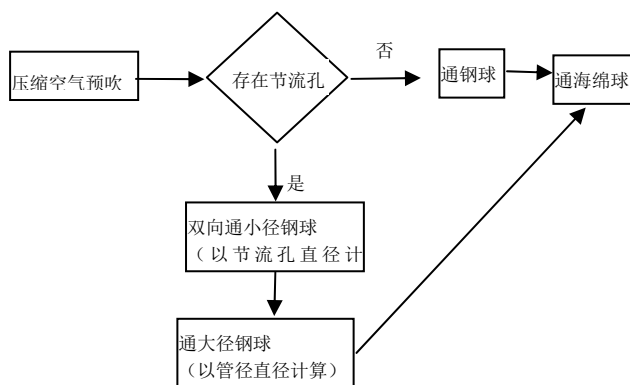 压缩空气预吹
存在节流孔
否
通钢球
通海绵球
是
双向通小径钢球
（以节流孔直径计
通大径钢球
（以管径直径计算）